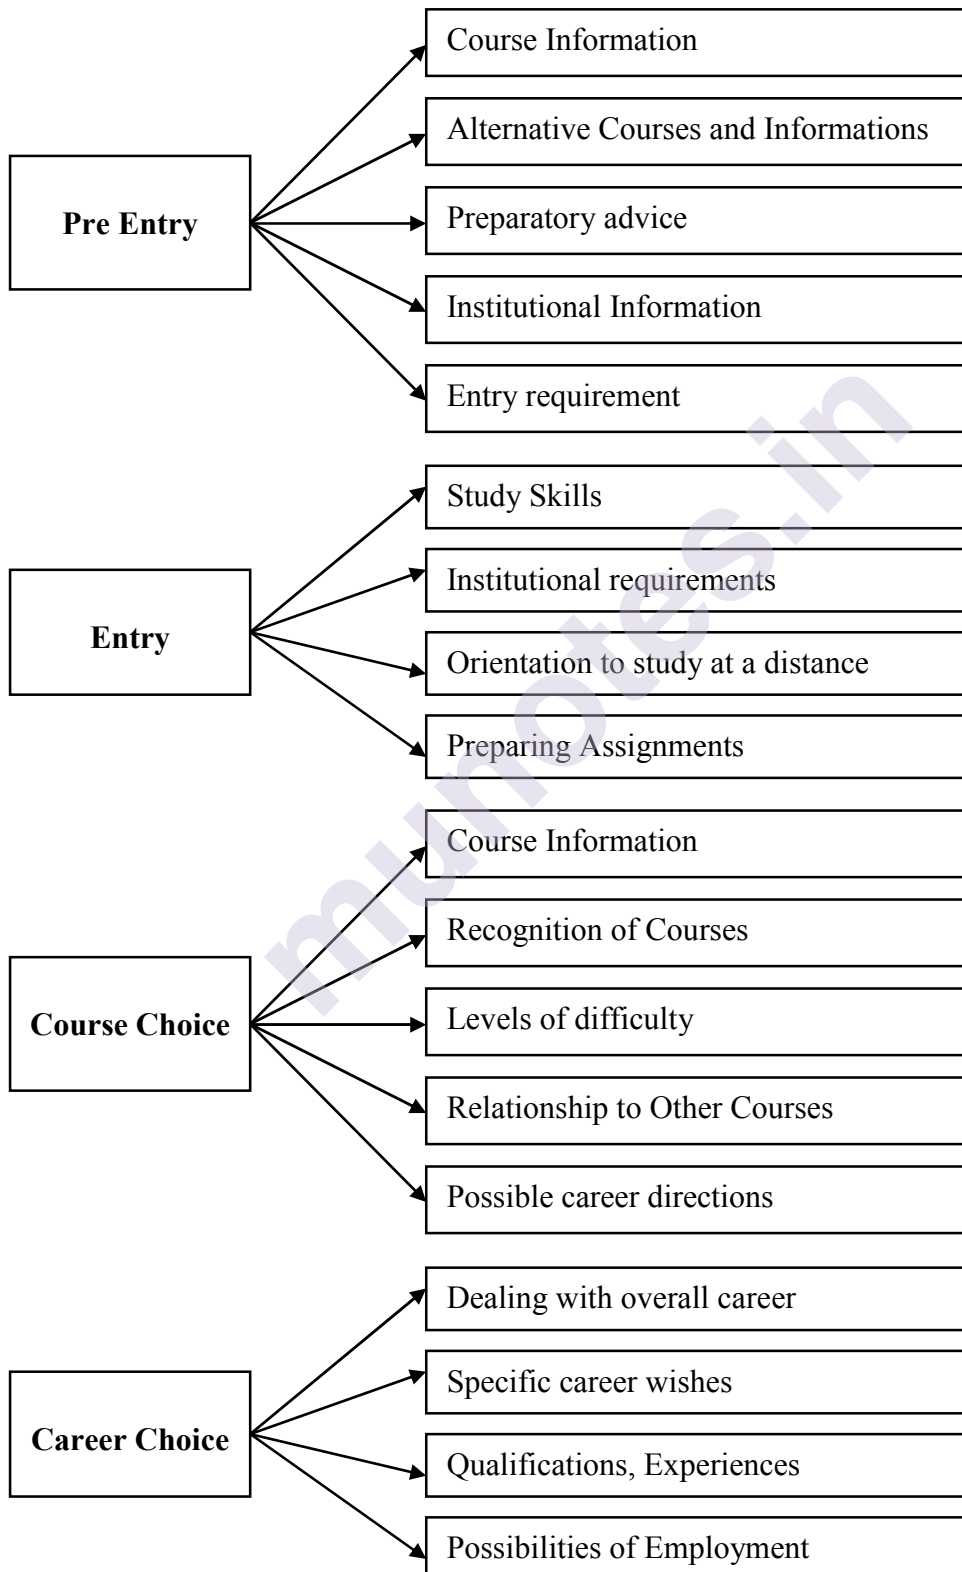 Pre Entry
Course Information
Alternative Courses and Informations
Preparatory advice
Institutional Information
Entry requirement
Entry
Study Skills
Institutional requirements
Orientation to study at a distance
Preparing Assignments
Course Choice
Course Information
Recognition of Courses
Levels of difficulty
Relationship to Other Courses
Possible career directions
Career Choice
Dealing with overall career
Specific career wishes
Qualifications, Experiences
Possibilities of Employment
munotes.in